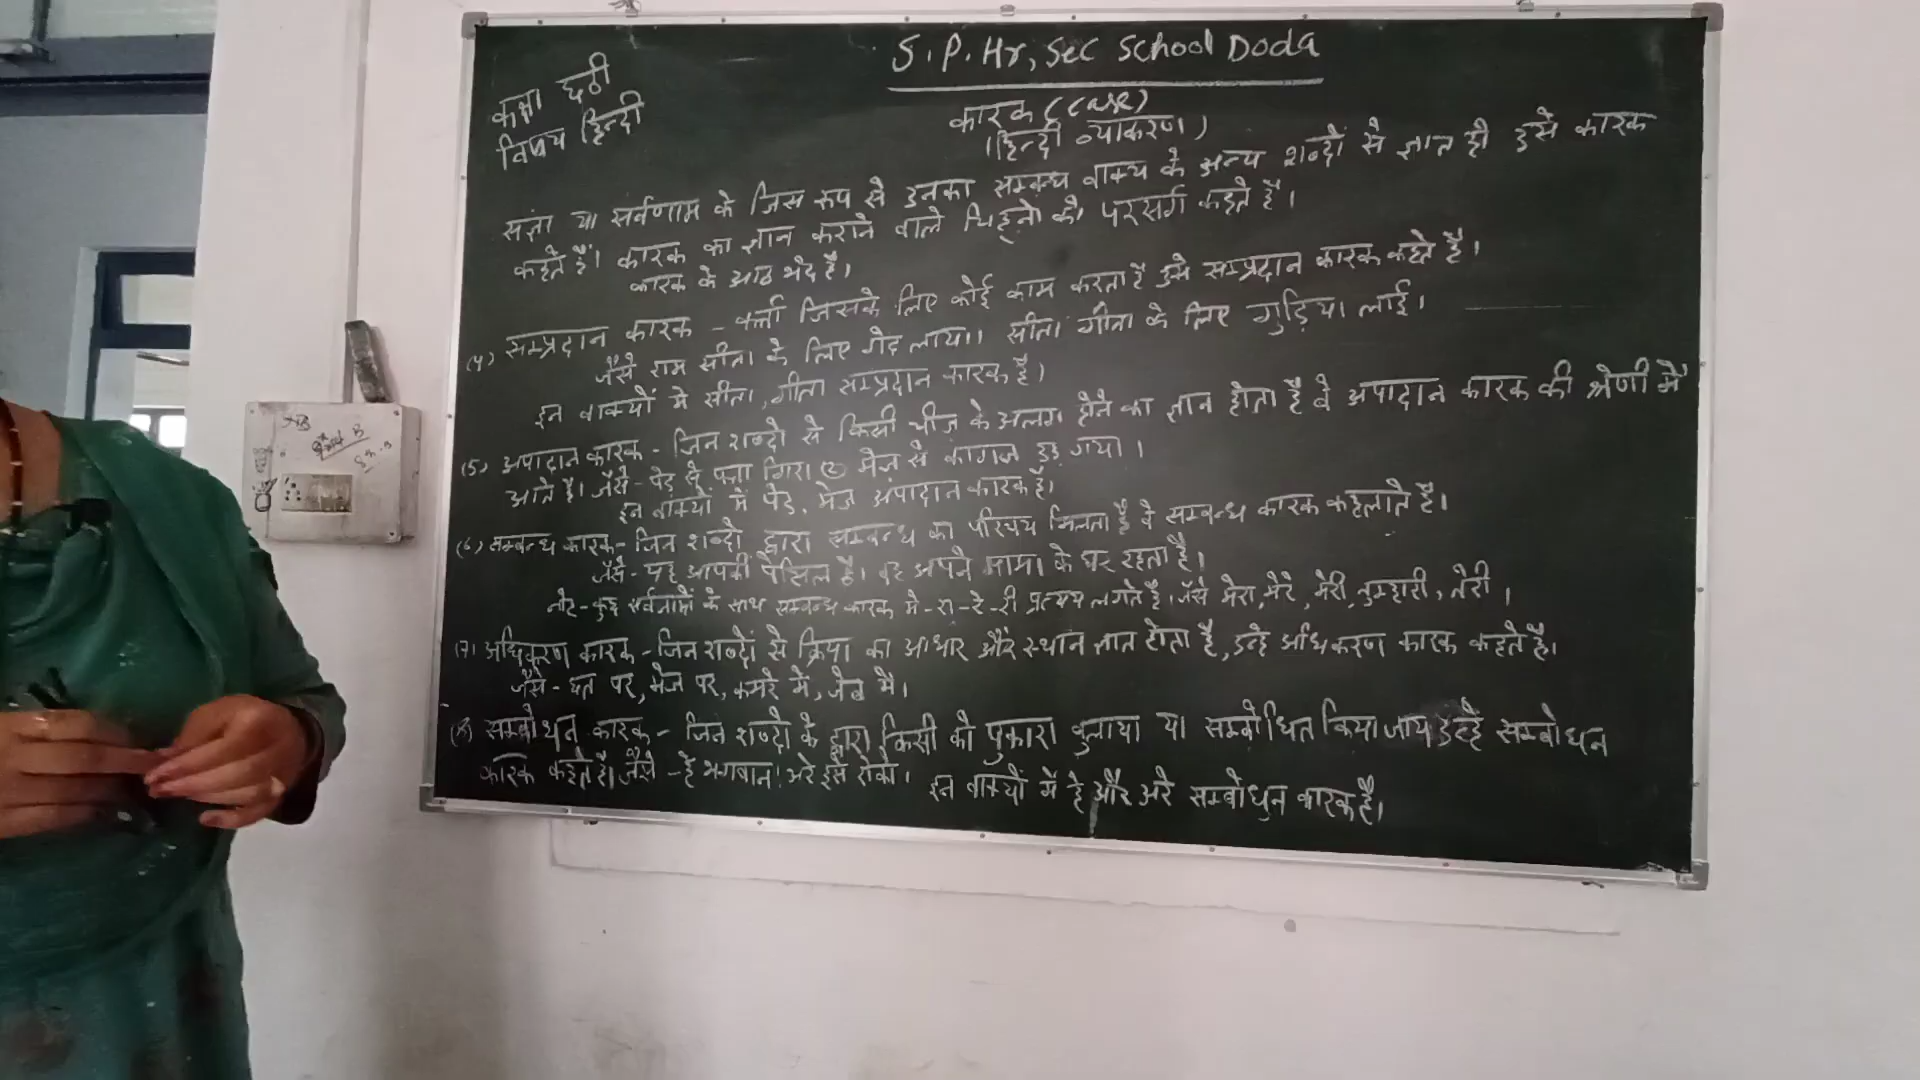 S.P. Hr, Sec School Doda
कक्षा छठी
विषय हिन्दी
कारक (case)
(हिन्दी व्याकरण)
संज्ञा या सर्वणाम के जिस रूप से उनका सम्बन्ध वाक्य के अन्य शब्दों से ज्ञात हो उसे कारक
कहते हैं। कारक का ज्ञान कराने वाले चिह्नो को परसर्ग कहते है।
कारक के आठ भेद है।
(4) सम्प्रदान कारक - कर्त्ता जिसके लिए कोई काम करता है उसे सम्प्रदान कारक कहते है।
जैसे राम सीता के लिए गेंद लाया। सीता गीता के लिए गुड़िया लाई।
इन वाक्यों मे सीता, गीता सम्प्रदान कारक है।
(5) अपादान कारक - जिन शब्दो से किसी चीज के अलग होने का ज्ञान होता है वे अपादान कारक की श्रेणी में
आते है। जैसे - पेड़ से पत्ता गिरा (2) मेज से कागज उड़ गया।
इन वाक्यों में पेड़, मेज अपादान कारक है।
(6) सम्बन्ध कारक - जिन शब्दो द्वारा सम्बन्ध का परिचय मिलता है वे सम्बन्ध कारक कहलाते है।
जैसे - यह आपकी पेंसिल है। वह अपने मामा के घर रहता है।
नोट - कुछ सर्वनामों के साथ सम्बन्ध कारक मे - रा - रे - री प्रत्यय लगते है। जैसे मेरा, मेरे, मेरी, तुम्हारी, तेरी।
(7) अधिकरण कारक - जिन शब्दों से क्रिया का आधार और स्थान ज्ञात होता है, उन्हे अधिकरण कारक कहते है।
जैसे - छत पर, मेज पर, कमरे में, जेब मे।
(8) सम्बोधन कारक - जिन शब्दो के द्वारा किसी को पुकारा बुलाया या सम्बोधित किया जाय उन्हें सम्बोधन
कारक कहते है। जैसे - हे भगवान! अरे इसे रोको। इन वाक्यों में हे और अरे सम्बोधन कारक है।